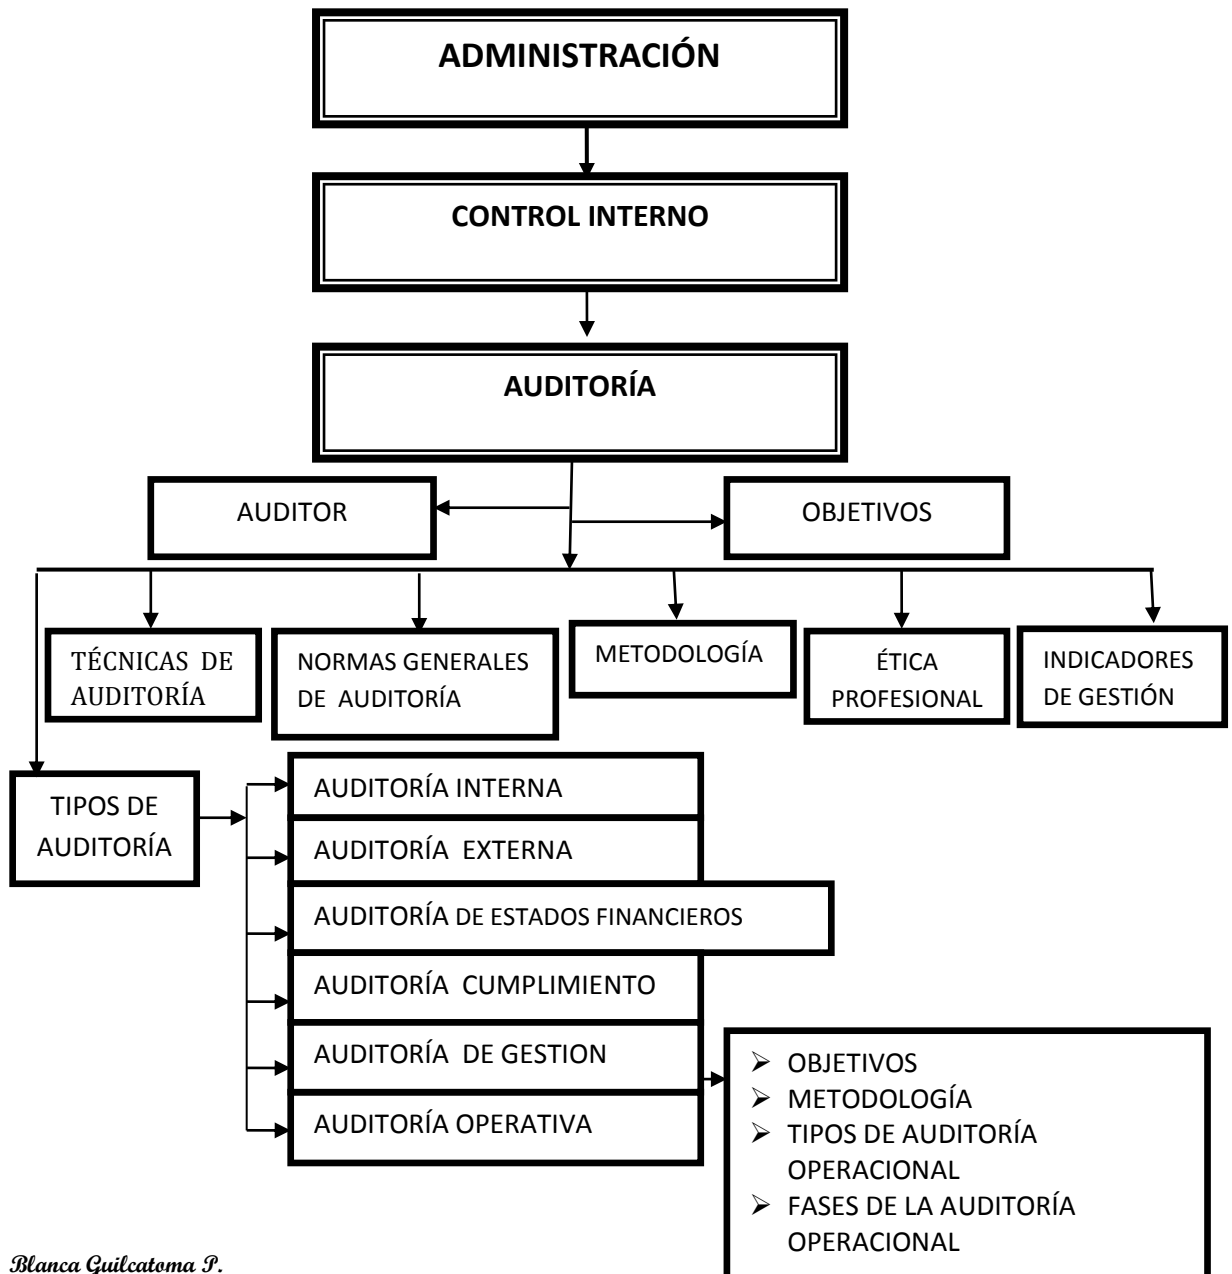 ADMINISTRACIÓN
CONTROL INTERNO
AUDITORÍA
AUDITOR
OBJETIVOS
TÉCNICAS DE
AUDITORÍA
NORMAS GENERALES
DE AUDITORÍA
METODOLOGÍA
ÉTICA
PROFESIONAL
INDICADORES
DE GESTIÓN
TIPOS DE
AUDITORÍA
AUDITORÍA INTERNA
AUDITORÍA EXTERNA
AUDITORÍA DE ESTADOS FINANCIEROS
AUDITORÍA CUMPLIMIENTO
AUDITORÍA DE GESTION
AUDITORÍA OPERATIVA
➢ OBJETIVOS
➢ METODOLOGÍA
➢ TIPOS DE AUDITORÍA
OPERACIONAL
➢ FASES DE LA AUDITORÍA
OPERACIONAL
Blanca Guilcatoma P.